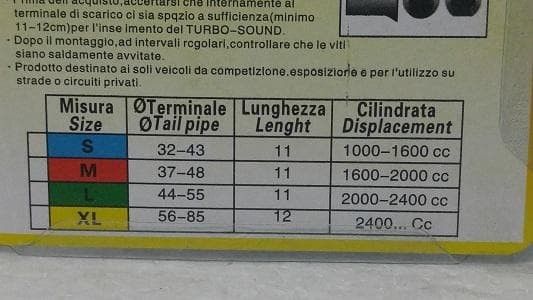 Prima dell'acquisto,accertarsi che internamente al
terminale di scarico ci sia spqzio a sufficienza(minimo
11-12cm)per l'inse imento del TURBO-SOUND.
- Dopo il montaggio,ad intervali rcgolari,controllare che le viti
siano saldamente avvitate.
- Prodotto destinato ai soli veicoli da competizione,esposizione e per l'utilizzo su
strade o circuiti privati.
Misura ØTerminale Lunghezza Cilindrata
Size ØTail pipe Lenght Displacement
S 32-43 11 1000-1600 cc
M 37-48 11 1600-2000 cc
L 44-55 11 2000-2400 cc
XL 56-85 12 2400... Cc